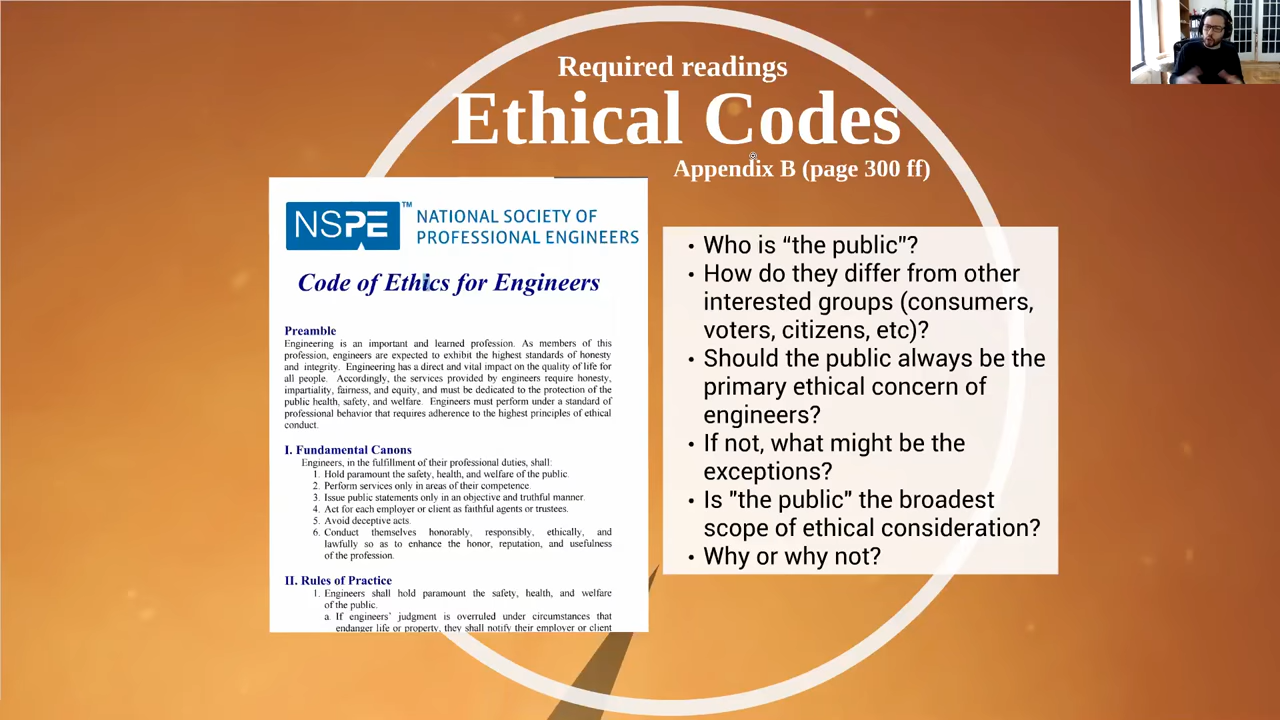 Required readings
Ethical Codes
Appendix B (page 300 ff)
NSPE™ NATIONAL SOCIETY OF
PROFESSIONAL ENGINEERS
Code of Ethics for Engineers
Preamble
Engineering is an important and learned profession. As members of this
profession, engineers are expected to exhibit the highest standards of honesty
and integrity. Engineering has a direct and vital impact on the quality of life for
all people. Accordingly, the services provided by engineers require honesty,
impartiality, fairness, and equity, and must be dedicated to the protection of the
public health, safety, and welfare. Engineers must perform under a standard of
professional behavior that requires adherence to the highest principles of ethical
conduct.
I. Fundamental Canons
Engineers, in the fulfillment of their professional duties, shall:
1. Hold paramount the safety, health, and welfare of the public.
2. Perform services only in areas of their competence.
3. Issue public statements only in an objective and truthful manner.
4. Act for each employer or client as faithful agents or trustees.
5. Avoid deceptive acts.
6. Conduct themselves honorably, responsibly, ethically, and
lawfully so as to enhance the honor, reputation, and usefulness
of the profession.
II. Rules of Practice
1. Engineers shall hold paramount the safety, health, and welfare
of the public.
a. If engineers' judgment is overruled under circumstances that
endanger life or property, they shall notify their employer or client
• Who is “the public”?
• How do they differ from other
interested groups (consumers,
voters, citizens, etc)?
• Should the public always be the
primary ethical concern of
engineers?
• If not, what might be the
exceptions?
• Is "the public" the broadest
scope of ethical consideration?
• Why or why not?